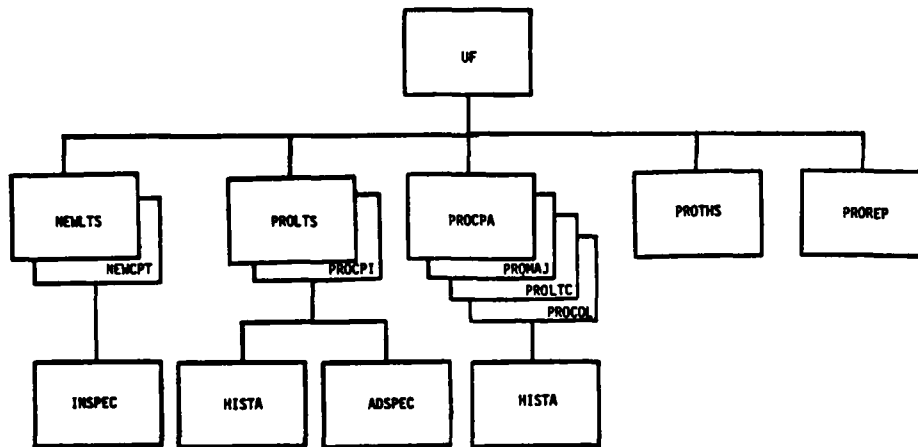 UF
NEWLTS
NEWCPT
PROLTS
PROCPI
PROCPA
PROMAJ
PROLTC
PROCOL
PROTHS
PROREP
INSPEC
HISTA
ADSPEC
HISTA